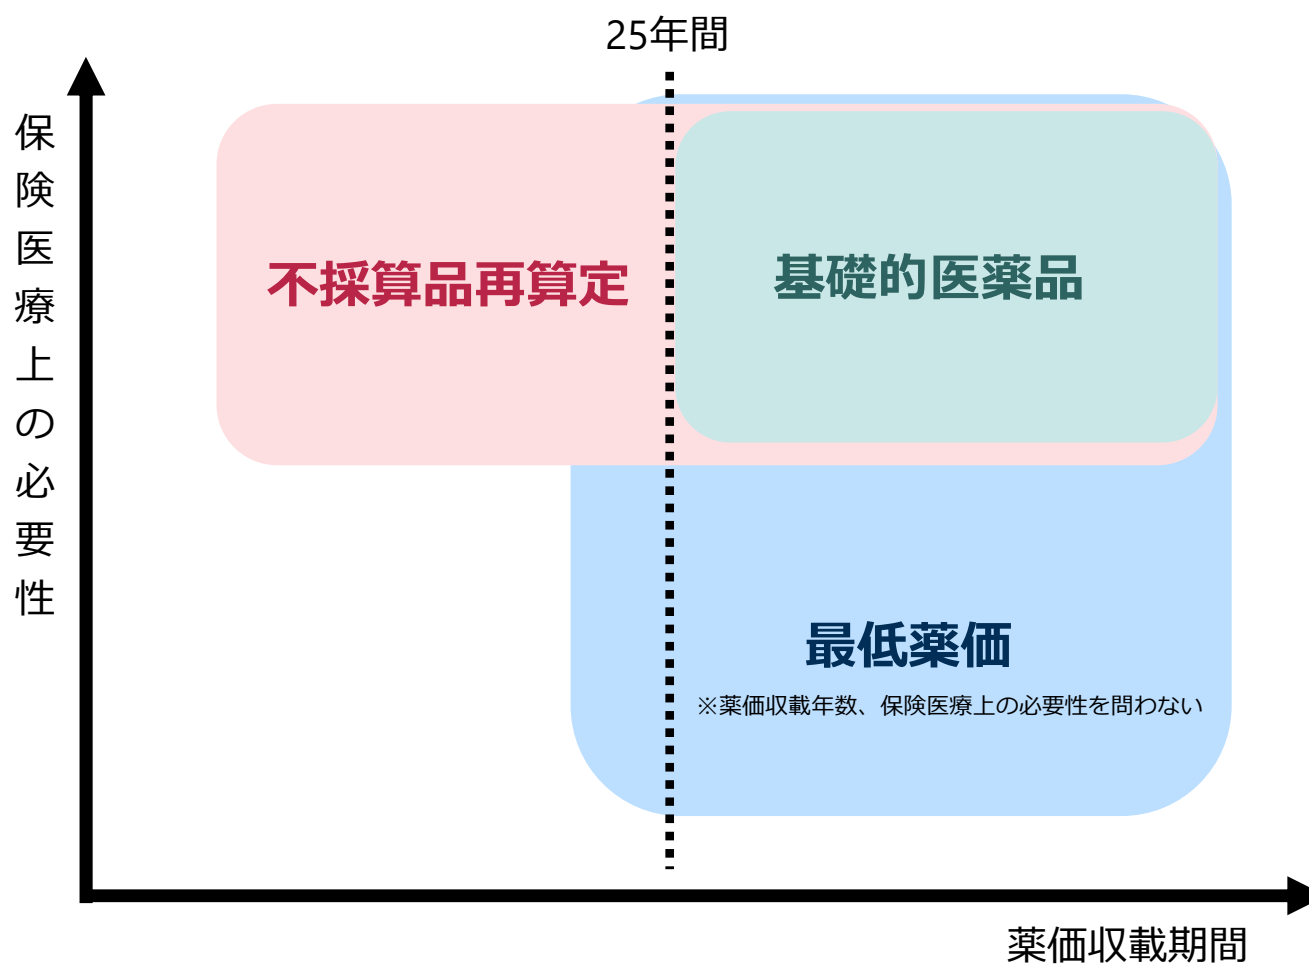 25年間
保険医療上の必要性
不採算品再算定
基礎的医薬品
最低薬価
※薬価収載年数、保険医療上の必要性を問わない
薬価収載期間